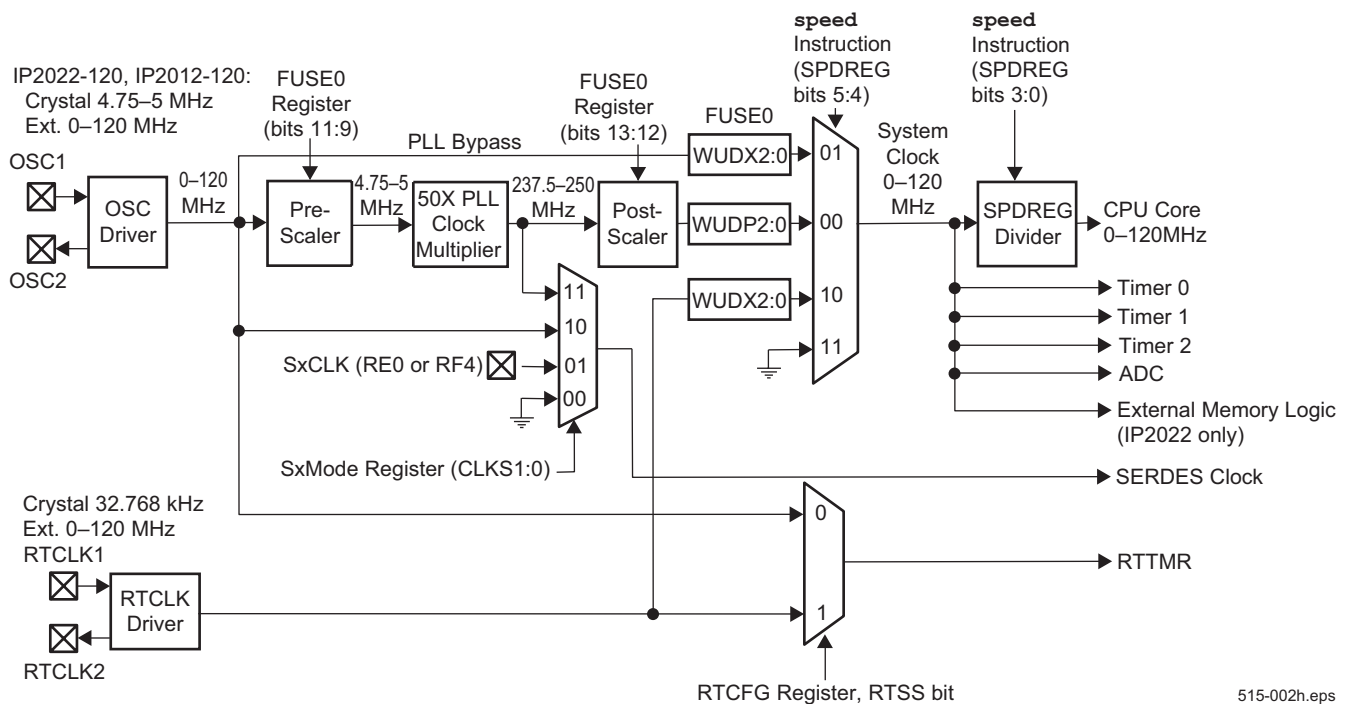 speed
Instruction
(SPDREG
bits 5:4)
speed
Instruction
(SPDREG
bits 3:0)
IP2022-120, IP2012-120:
Crystal 4.75–5 MHz
Ext. 0–120 MHz
FUSE0
Register
(bits 11:9)
FUSE0
Register
(bits 13:12)
FUSE0
PLL Bypass
OSC1
OSC2
OSC
Driver
0–120
MHz
Pre-
Scaler
4.75–5
MHz
50X PLL
Clock
Multiplier
237.5–250
MHz
Post-
Scaler
WUDX2:0
WUDP2:0
WUDX2:0
01
00
10
11
System
Clock
0–120
MHz
SPDREG
Divider
CPU Core
0–120MHz
Timer 0
Timer 1
Timer 2
ADC
External Memory Logic
(IP2022 only)
11
10
01
00
SxCLK (RE0 or RF4)
SxMode Register (CLKS1:0)
SERDES Clock
Crystal 32.768 kHz
Ext. 0–120 MHz
RTCLK1
RTCLK2
RTCLK
Driver
0
1
RTTMR
RTCFG Register, RTSS bit
515-002h.eps